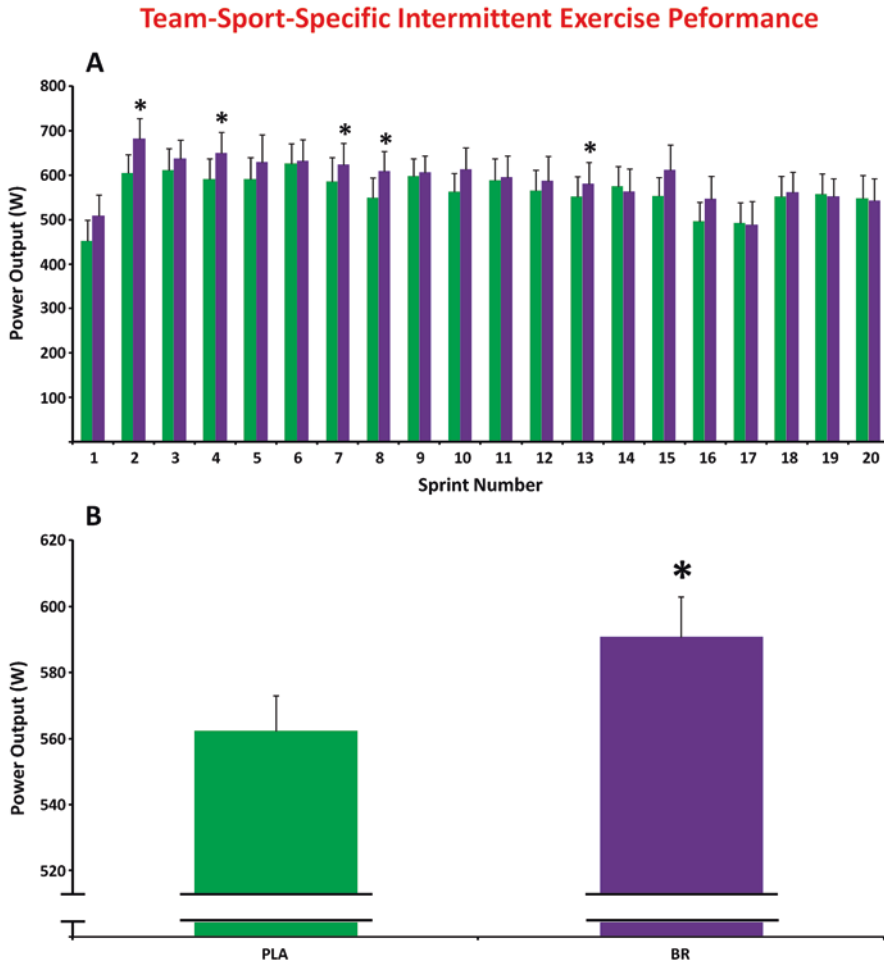 Team-Sport-Specific Intermittent Exercise Peformance
A
800
700
600
500
400
300
200
100
Power Output (W)
* * * * *
1 2 3 4 5 6 7 8 9 10 11 12 13 14 15 16 17 18 19 20
Sprint Number
B
620
600
580
560
540
520
Power Output (W)
*
PLA BR